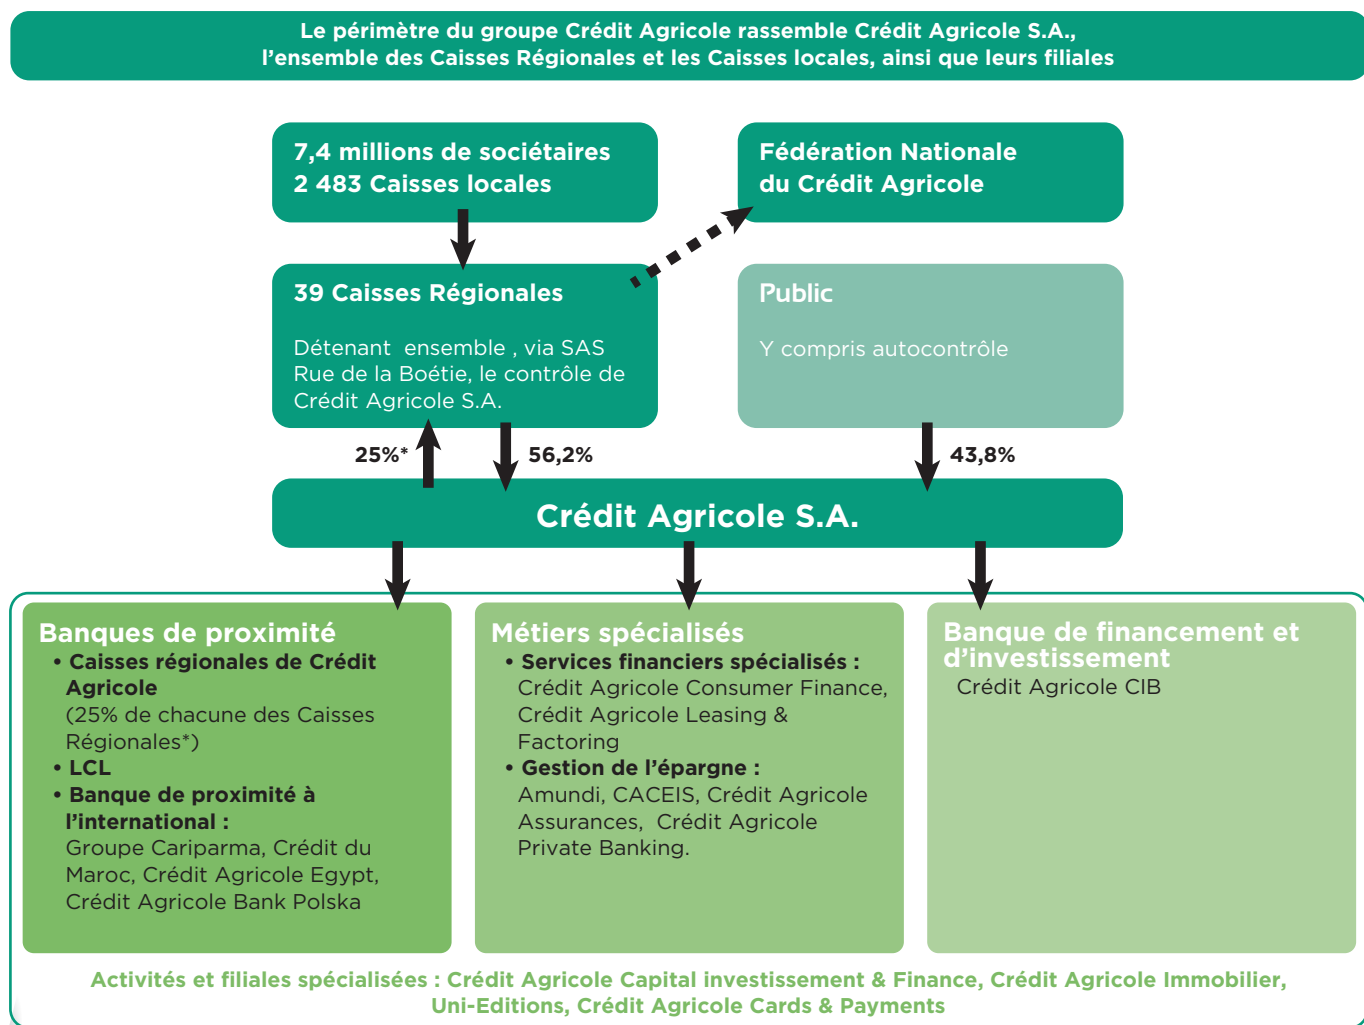 Le périmètre du groupe Crédit Agricole rassemble Crédit Agricole S.A.,
l'ensemble des Caisses Régionales et les Caisses locales, ainsi que leurs filiales
7,4 millions de sociétaires
2 483 Caisses locales
Fédération Nationale
du Crédit Agricole
39 Caisses Régionales
Détenant ensemble , via SAS
Rue de la Boétie, le contrôle de
Crédit Agricole S.A.
Public
Y compris autocontrôle
25%*
56,2%
43,8%
Crédit Agricole S.A.
Banques de proximité
• Caisses régionales de Crédit
Agricole
(25% de chacune des Caisses
Régionales*)
• LCL
• Banque de proximité à
l'international :
Groupe Cariparma, Crédit du
Maroc, Crédit Agricole Egypt,
Crédit Agricole Bank Polska
Métiers spécialisés
• Services financiers spécialisés :
Crédit Agricole Consumer Finance,
Crédit Agricole Leasing &
Factoring
• Gestion de l'épargne :
Amundi, CACEIS, Crédit Agricole
Assurances, Crédit Agricole
Private Banking.
Banque de financement et
d'investissement
Crédit Agricole CIB
Activités et filiales spécialisées : Crédit Agricole Capital investissement & Finance, Crédit Agricole Immobilier,
Uni-Editions, Crédit Agricole Cards & Payments